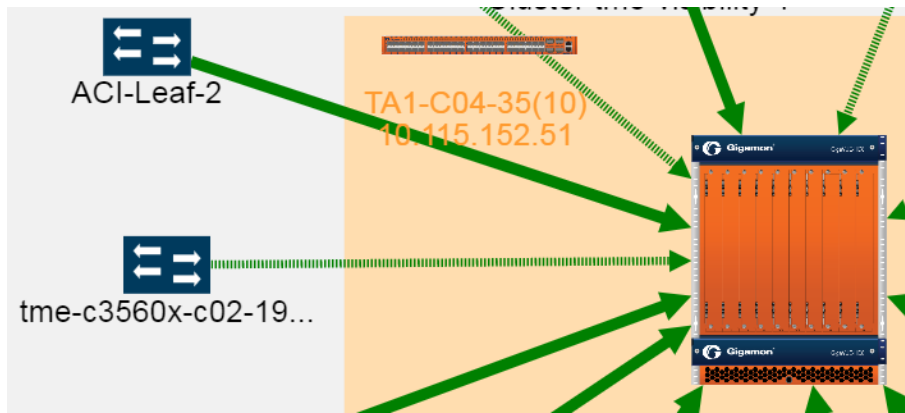 ACI-Leaf-2
TA1-C04-35(10)
10.115.152.51
Gigamon
tme-c3560x-c02-19...
Gigamon